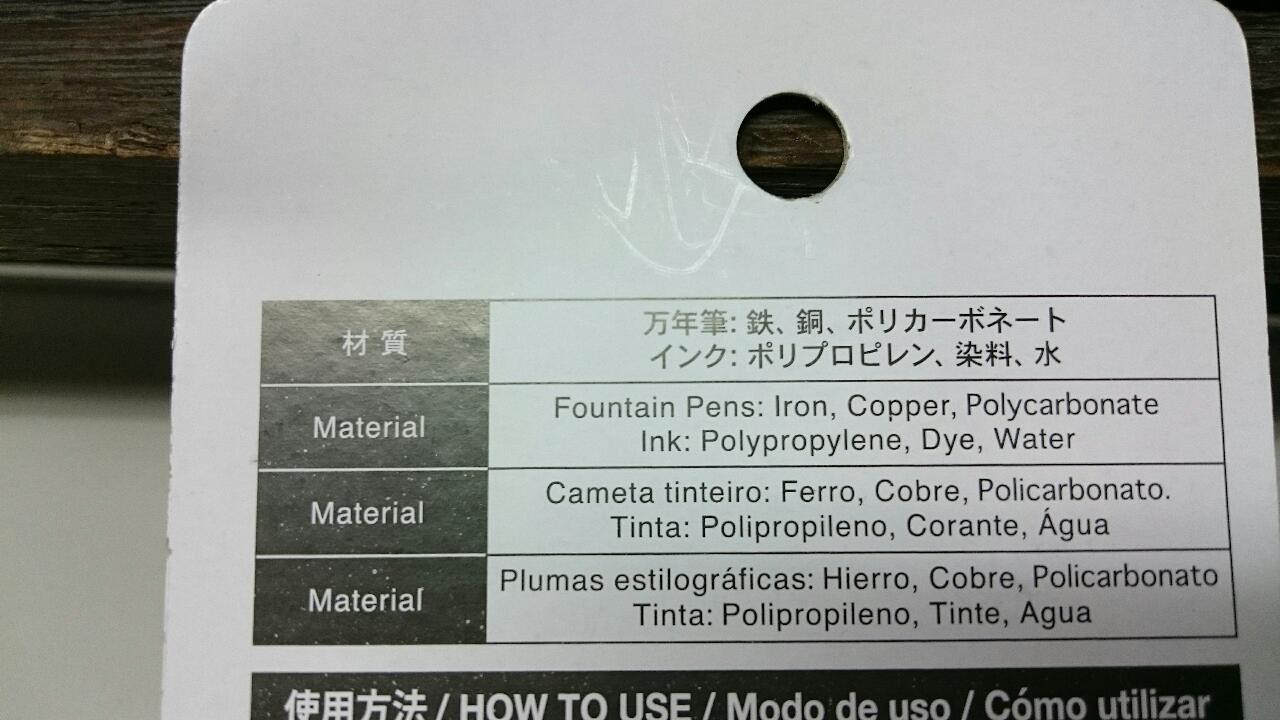 材質
万年筆: 鉄、銅、ポリカーボネート
インク: ポリプロピレン、染料、水
Material
Fountain Pens: Iron, Copper, Polycarbonate
Ink: Polypropylene, Dye, Water
Material
Cameta tinteiro: Ferro, Cobre, Policarbonato.
Tinta: Polipropileno, Corante, Água
Material
Plumas estilográficas: Hierro, Cobre, Policarbonato
Tinta: Polipropileno, Tinte, Agua
使用方法 / HOW TO USE / Modo de uso / Cómo utilizar